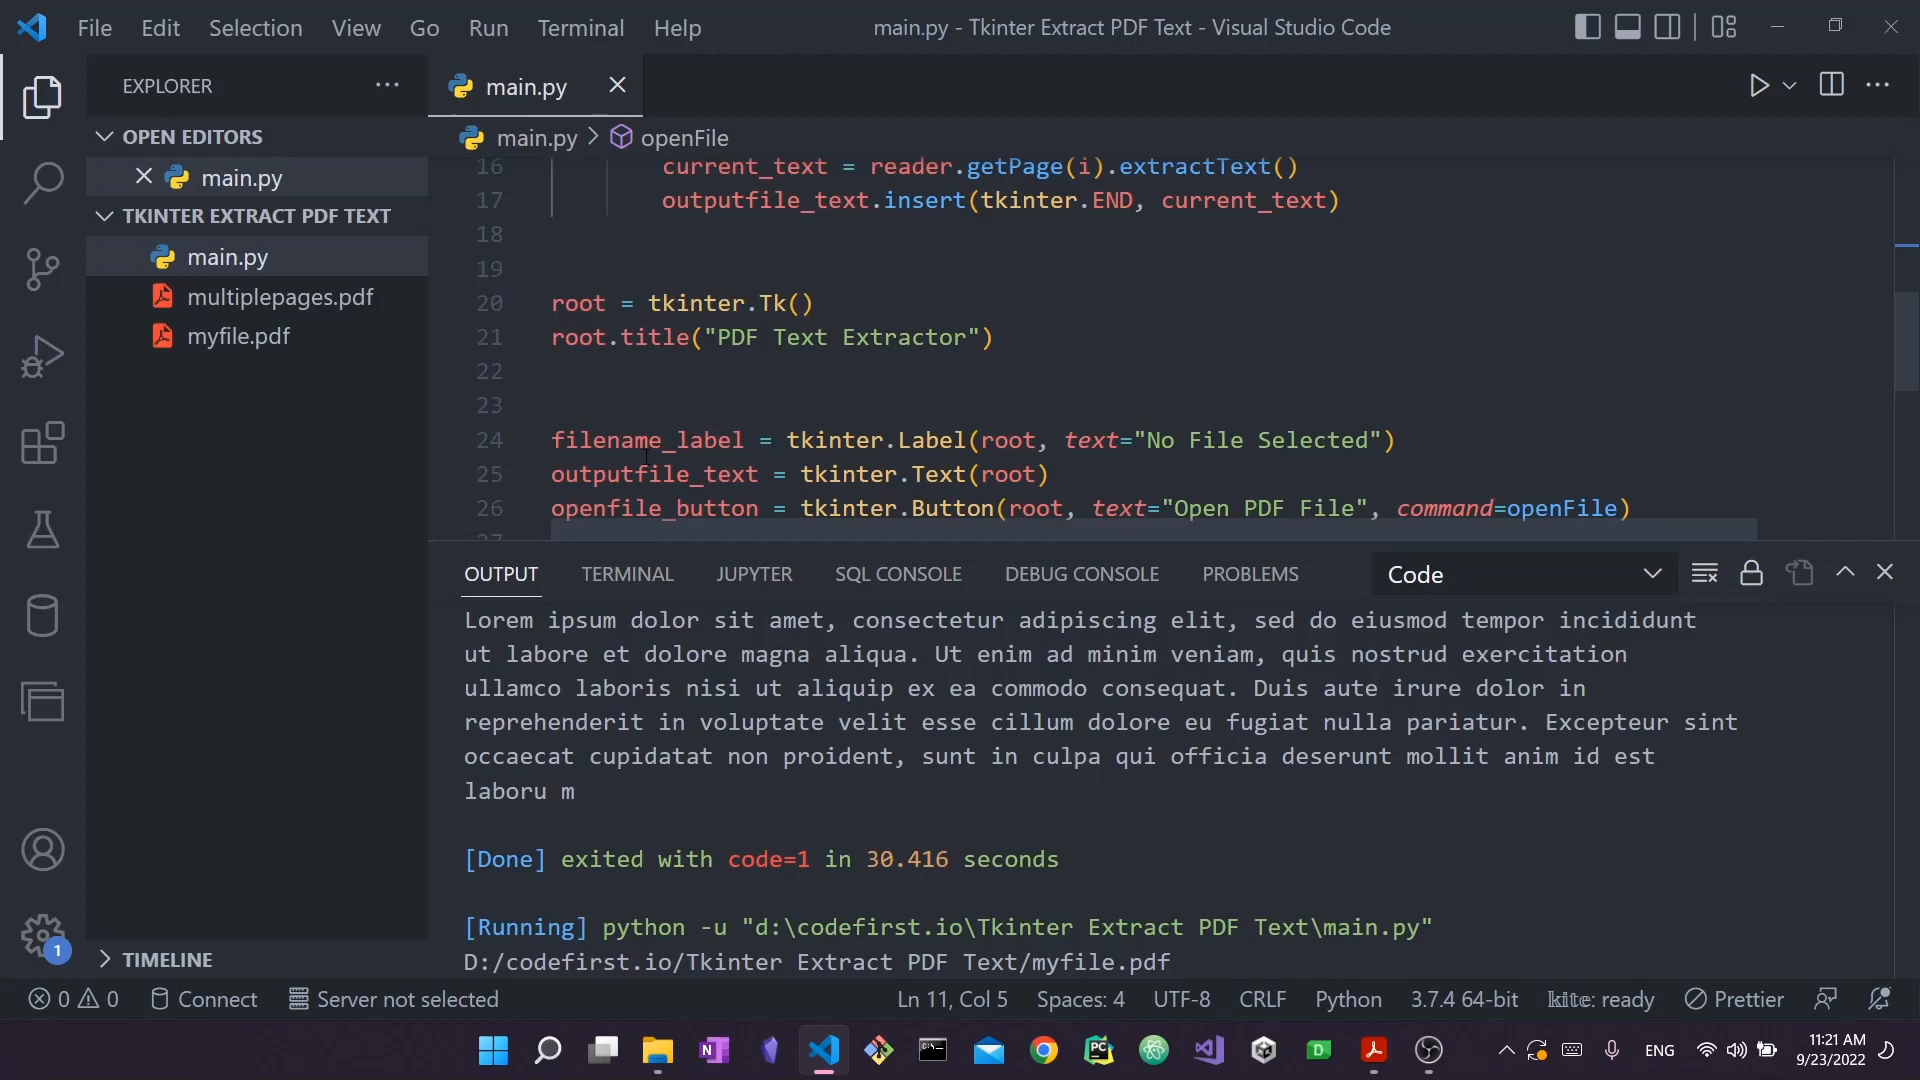 File Edit Selection View Go Run Terminal Help
main.py - Tkinter Extract PDF Text - Visual Studio Code
EXPLORER
OPEN EDITORS
main.py
TKINTER EXTRACT PDF TEXT
main.py
multiplepages.pdf
myfile.pdf
TIMELINE
1
main.py
main.py > openFile
16 current_text = reader.getPage(i).extractText()
17 outputfile_text.insert(tkinter.END, current_text)
18
19
20 root = tkinter.Tk()
21 root.title("PDF Text Extractor")
22
23
24 filename_label = tkinter.Label(root, text="No File Selected")
25 outputfile_text = tkinter.Text(root)
26 openfile_button = tkinter.Button(root, text="Open PDF File", command=openFile)
27
OUTPUT TERMINAL JUPYTER SQL CONSOLE DEBUG CONSOLE PROBLEMS Code
Lorem ipsum dolor sit amet, consectetur adipiscing elit, sed do eiusmod tempor incididunt
ut labore et dolore magna aliqua. Ut enim ad minim veniam, quis nostrud exercitation
ullamco laboris nisi ut aliquip ex ea commodo consequat. Duis aute irure dolor in
reprehenderit in voluptate velit esse cillum dolore eu fugiat nulla pariatur. Excepteur sint
occaecat cupidatat non proident, sunt in culpa qui officia deserunt mollit anim id est
laboru m
[Done] exited with code=1 in 30.416 seconds
[Running] python -u "d:\codefirst.io\Tkinter Extract PDF Text\main.py"
D:/codefirst.io/Tkinter Extract PDF Text/myfile.pdf
0 0 Connect Server not selected Ln 11, Col 5 Spaces: 4 UTF-8 CRLF Python 3.7.4 64-bit kite: ready Prettier
N PC D ENG
11:21 AM
9/23/2022